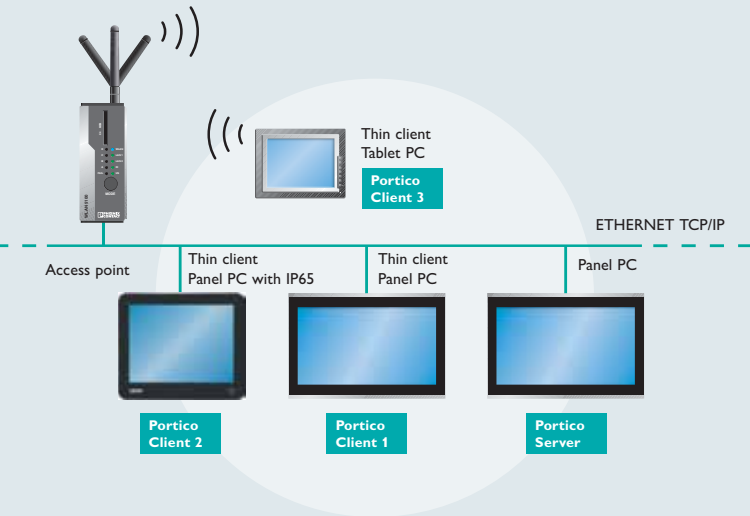 Thin client
Tablet PC
Portico
Client 3
ETHERNET TCP/IP
Access point
Thin client
Panel PC with IP65
Thin client
Panel PC
Panel PC
Portico
Client 2
Portico
Client 1
Portico
Server